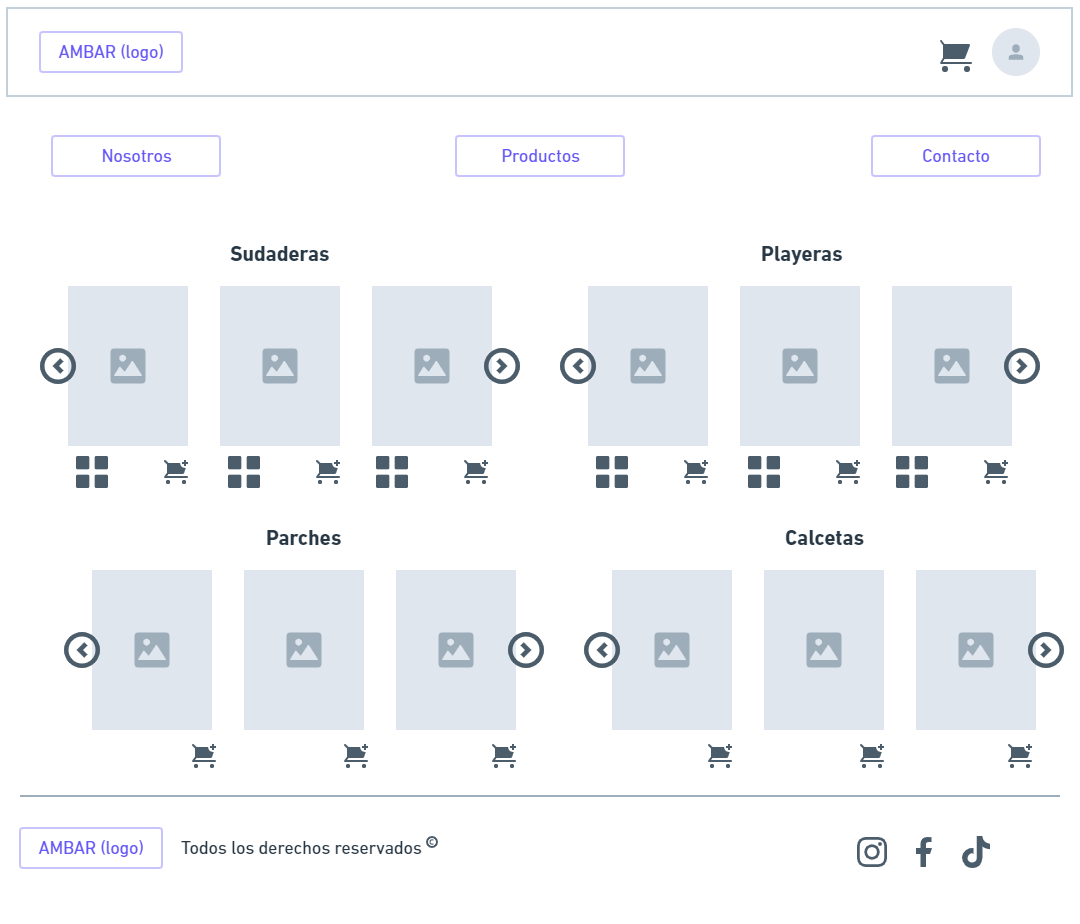 AMBAR (logo)
Nosotros
Productos
Contacto
Sudaderas
Playeras
Parches
Calcetas
AMBAR (logo)
Todos los derechos reservados ©